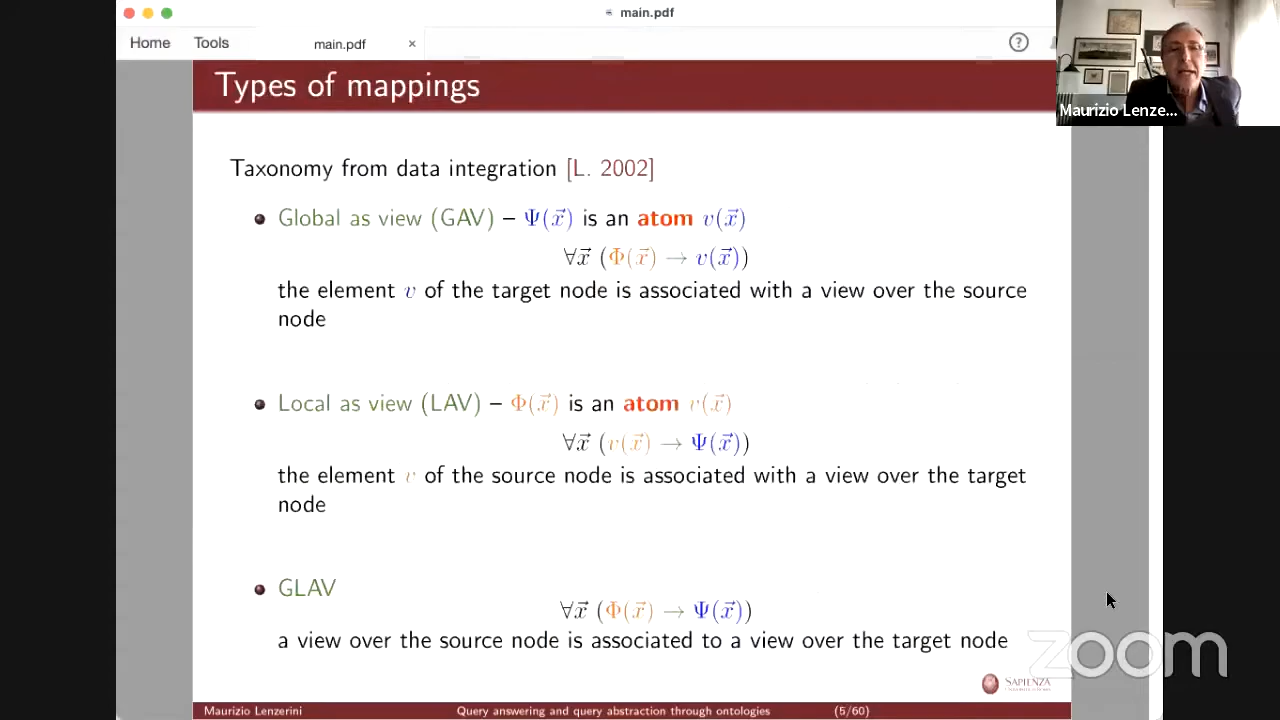 main.pdf
Home Tools main.pdf × ?
Types of mappings
Maurizio Lenze...
Taxonomy from data integration [L. 2002]
Global as view (GAV) – Ψ(x⃗) is an atom v(x⃗)
∀x⃗ (Φ(x⃗) → v(x⃗))
the element v of the target node is associated with a view over the source
node
Local as view (LAV) – Φ(x⃗) is an atom r(x⃗)
∀x⃗ (r(x⃗) → Ψ(x⃗))
the element r of the source node is associated with a view over the target
node
GLAV
∀x⃗ (Φ(x⃗) → Ψ(x⃗))
a view over the source node is associated to a view over the target node
zoom
SAPIENZA
Maurizio Lenzerini Query answering and query abstraction through ontologies (5/60)